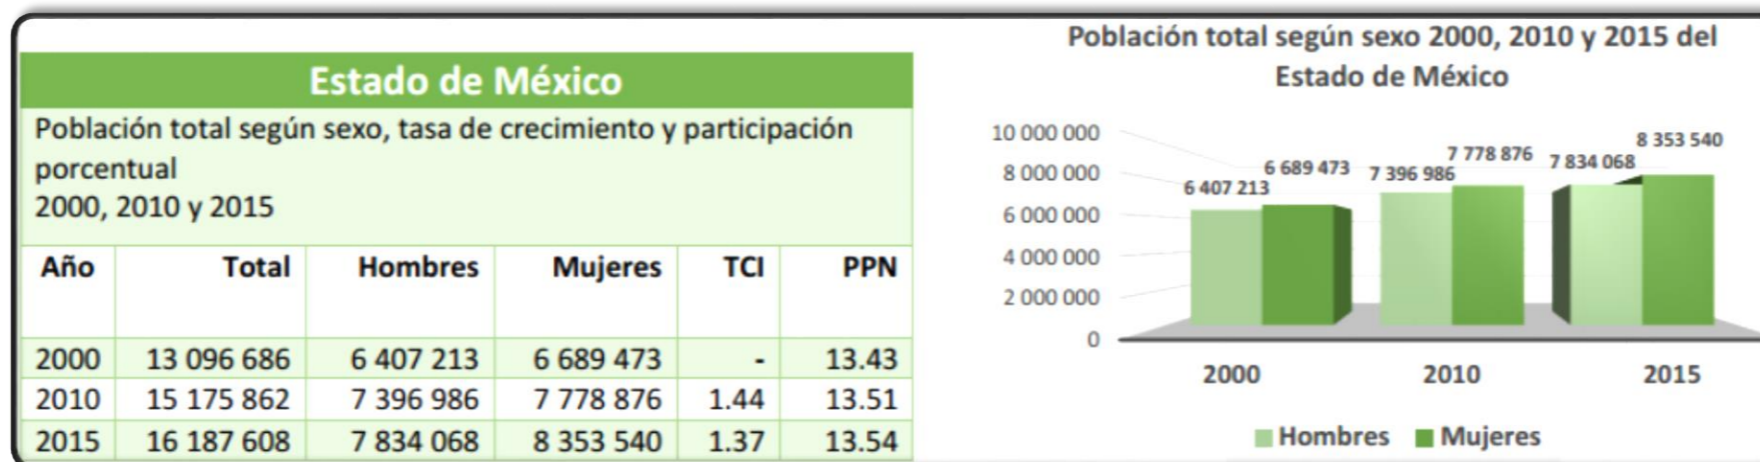 Estado de México
Población total según sexo, tasa de crecimiento y participación
porcentual
2000, 2010 y 2015
Año Total Hombres Mujeres TCI PPN
2000 13 096 686 6 407 213 6 689 473 - 13.43
2010 15 175 862 7 396 986 7 778 876 1.44 13.51
2015 16 187 608 7 834 068 8 353 540 1.37 13.54
Población total según sexo 2000, 2010 y 2015 del
Estado de México
10 000 000
8 000 000
6 000 000
4 000 000
2 000 000
0
6 407 213
6 689 473
7 396 986
7 778 876
7 834 068
8 353 540
2000 2010 2015
Hombres Mujeres